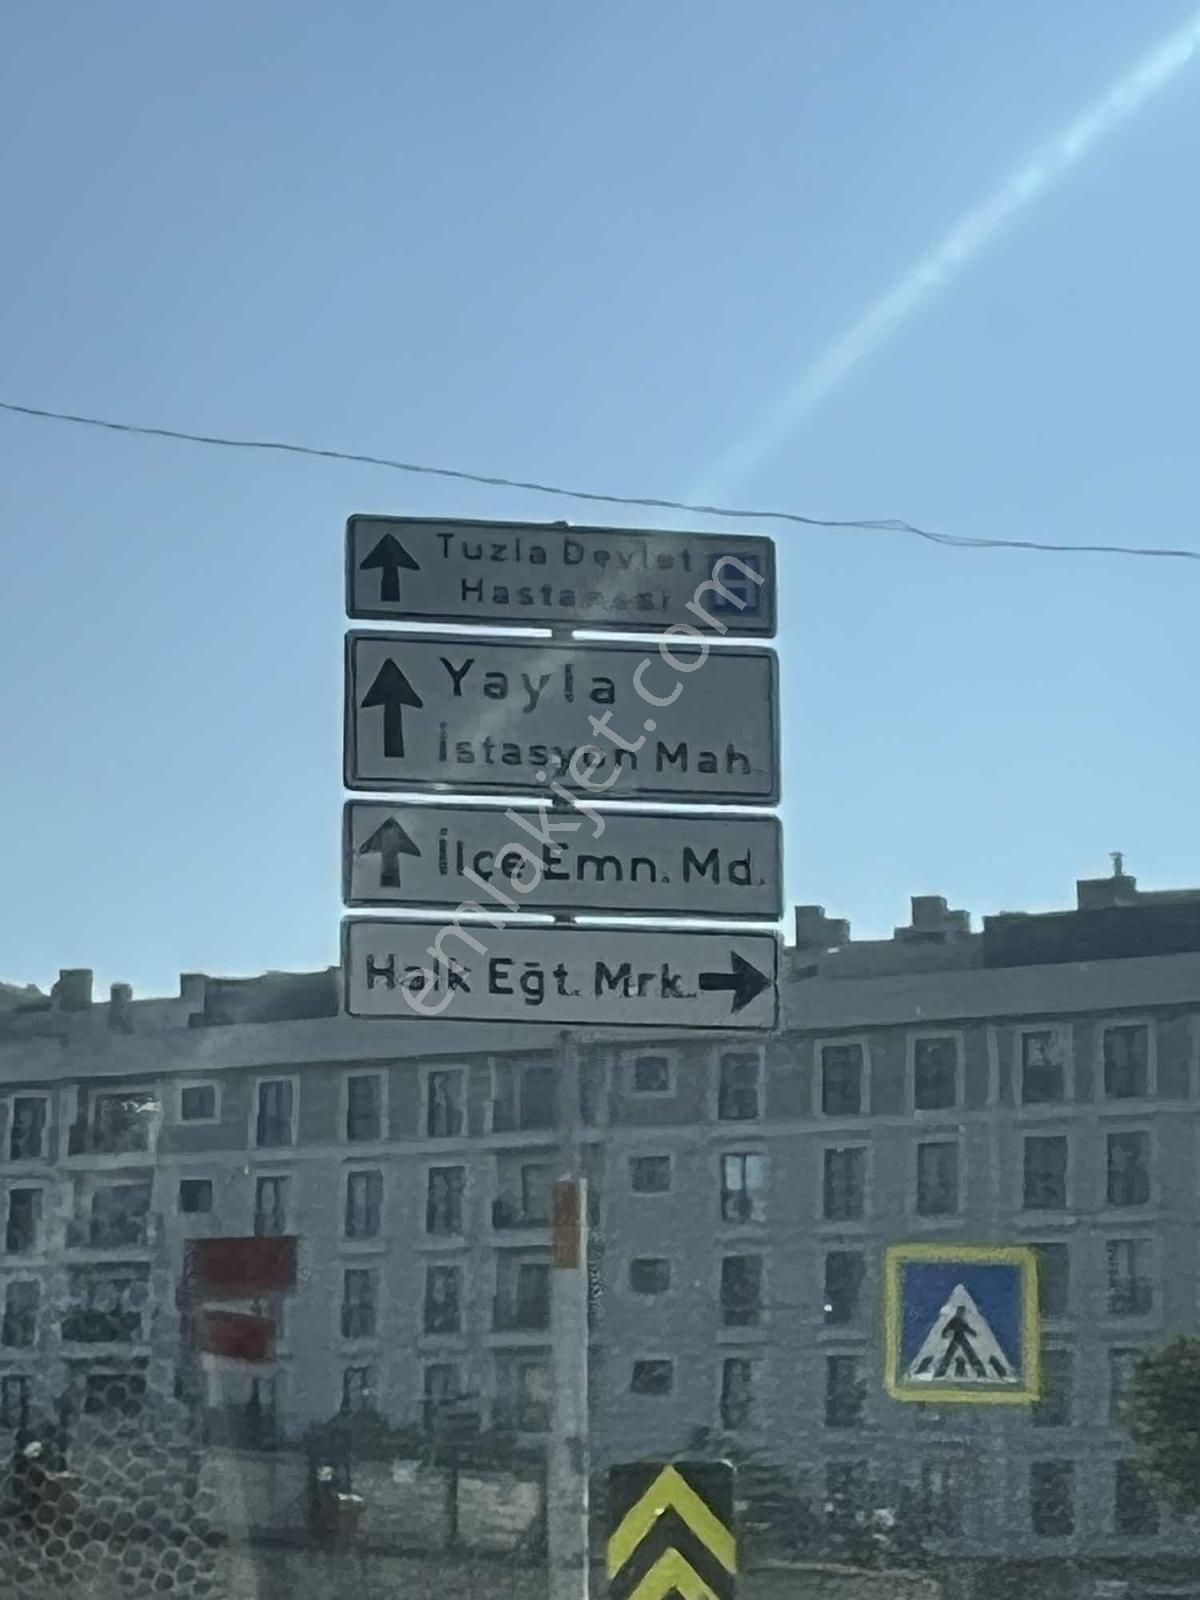 Tuzla Devlet
Hastanesi H
Yayla
İstasyon Mah.
İlçe Emn. Md.
Halk Eğt. Mrk.
emlakjet.com